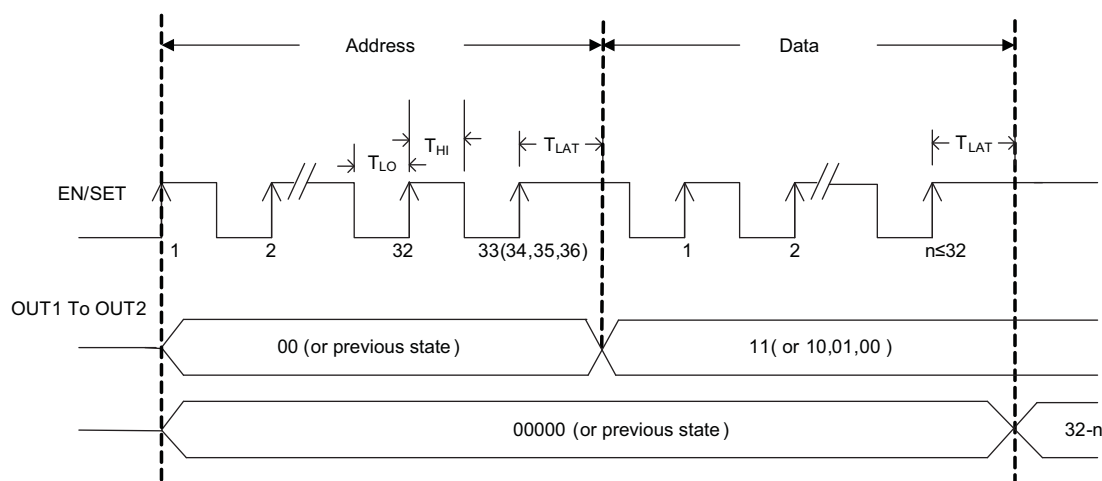 Address
Data
T_LO
T_HI
T_LAT
T_LAT
EN/SET
1
2
32
33(34,35,36)
1
2
n≤32
OUT1 To OUT2
00 (or previous state)
11( or 10,01,00 )
00000 (or previous state)
32-n